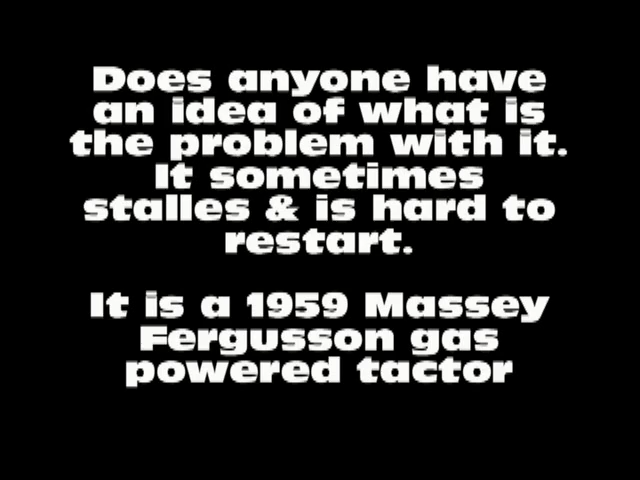 Does anyone have
an idea of what is
the problem with it.
It sometimes
stalles & is hard to
restart.
It is a 1959 Massey
Fergusson gas
powered tactor